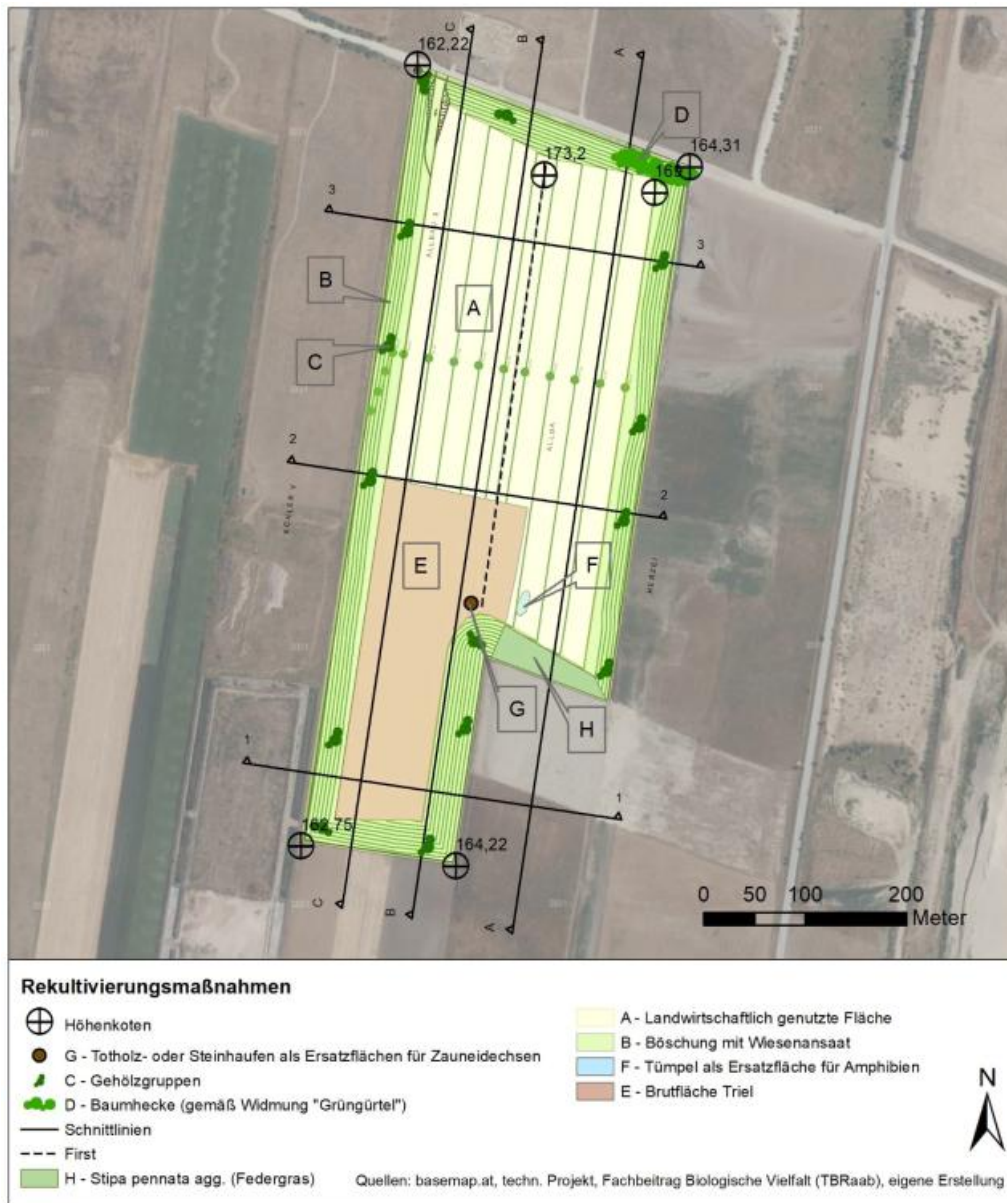 C
B
A
162,22
D
173,2
164,31
169
3
3
B
A
C
2
2
E
F
G
H
1
1
162,75
164,22
C
B
A
0 50 100 200
Meter
Rekultivierungsmaßnahmen
Höhenkoten
G - Totholz- oder Steinhaufen als Ersatzflächen für Zauneidechsen
C - Gehölzgruppen
D - Baumhecke (gemäß Widmung "Grüngürtel")
Schnittlinien
First
H - Stipa pennata agg. (Federgras)
A - Landwirtschaftlich genutzte Fläche
B - Böschung mit Wiesenansaat
F - Tümpel als Ersatzfläche für Amphibien
E - Brutfläche Triel
N
Quellen: basemap.at, techn. Projekt, Fachbeitrag Biologische Vielfalt (TBRaab), eigene Erstellung